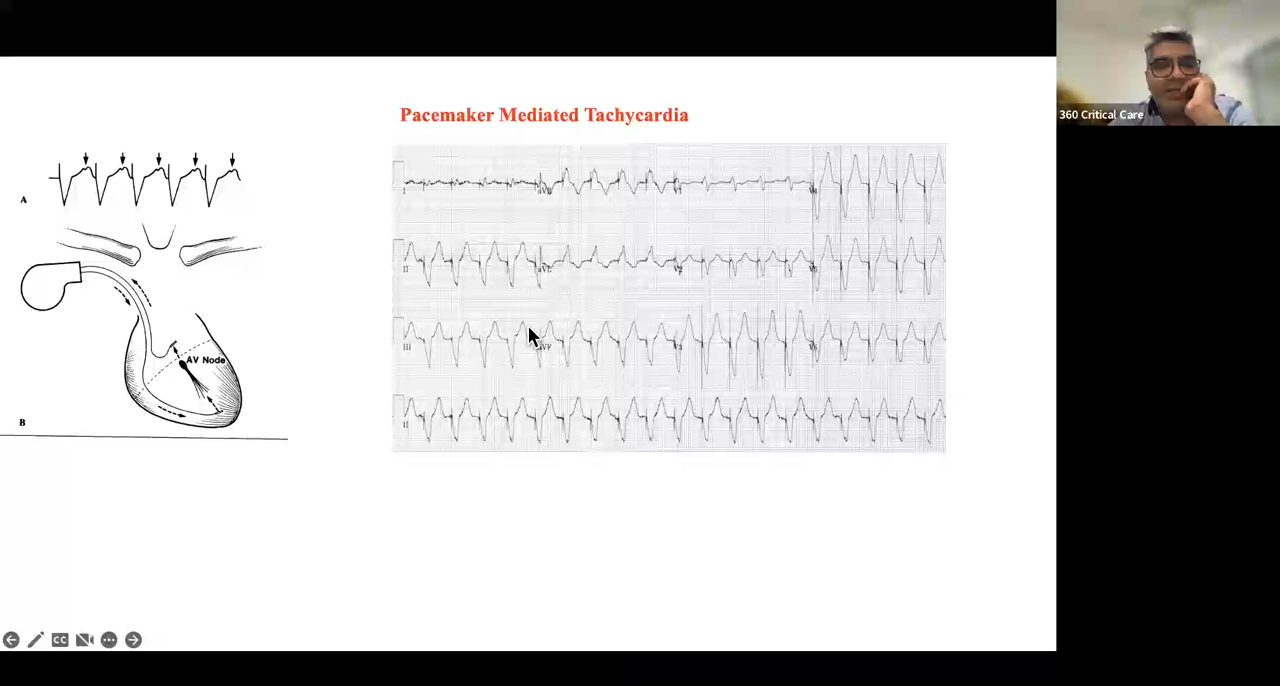 Pacemaker Mediated Tachycardia
360 Critical Care
A
AV Node
B
I
aVR
V1
V4
II
aVL
V2
V5
III
aVF
V3
V6
II
CC